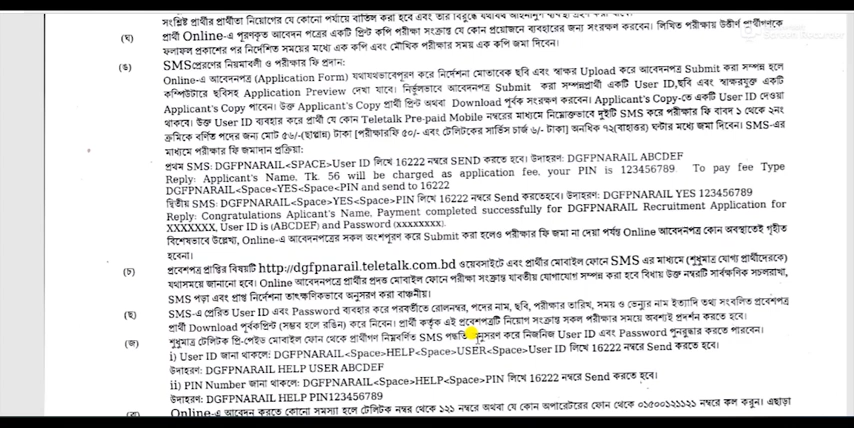 সংশ্লিষ্ট প্রার্থীর প্রার্থীতা নিয়োগের যে কোনো পর্যায়ে বাতিল করা হবে এবং তার বিরুদ্ধে যথাযথ আইনানুগ ব্যবস্থা গ্রহণ করা যাবে।
(ঘ) প্রার্থী Online-এ পূরণকৃত আবেদন পত্রের একটি প্রিন্ট কপি পরীক্ষা সংক্রান্ত যে কোন প্রয়োজনে ব্যবহারের জন্য সংরক্ষণ করবেন। লিখিত পরীক্ষায় উত্তীর্ণ প্রার্থীগণকে
ফলাফল প্রকাশের পর নির্দেশিত সময়ের মধ্যে এক কপি এবং মৌখিক পরীক্ষার সময় এক কপি জমা দিবেন।
(ঙ) SMSপ্রেরণের নিয়মাবলী ও পরীক্ষার ফি প্রদান:
Online-এ আবেদনপত্র (Application Form) যথাযথভাবেপূরণ করে নির্দেশনা মোতাবেক ছবি এবং স্বাক্ষর Upload করে আবেদনপত্র Submit করা সম্পন্ন হলে
কম্পিউটারে ছবিসহ Application Preview দেখা যাবে। নির্ভুলভাবে আবেদনপত্র Submit করা সম্পন্নপ্রার্থী একটি User ID,ছবি এবং স্বাক্ষরযুক্ত একটি
Applicant's Copy পাবেন। উক্ত Applicant's Copy প্রার্থী প্রিন্ট অথবা Download পূর্বক সংরক্ষণ করবেন। Applicant's Copy-তে একটি User ID দেওয়া
থাকবে। উক্ত User ID ব্যবহার করে প্রার্থী যে কোন Teletalk Pre-paid Mobile নম্বরের মাধ্যমে নিম্নোক্তভাবে দুইটি SMS করে পরীক্ষার ফি বাবদ ১ থেকে ২নং
ক্রমিকে বর্ণিত পদের জন্য মোট ৫৬/-(ছাপ্পান্ন) টাকা [পরীক্ষারফি ৫০/- এবং টেলিটকের সার্ভিস চার্জ ৬/- টাকা] অনধিক ৭২(বাহাত্তর) ঘন্টার মধ্যে জমা দিবেন। SMS-এর
মাধ্যমে পরীক্ষার ফি জমাদান প্রক্রিয়া:
প্রথম SMS: DGFPNARAIL<SPACE>User ID লিখে 16222 নম্বরে SEND করতে হবে। উদাহরণ: DGFPNARAIL ABCDEF
Reply: Applicant's Name, Tk. 56 will be charged as application fee, your PIN is 123456789. To pay fee Type
DGFPNARAIL<Space<YES<Space<PIN and send to 16222
দ্বিতীয় SMS: DGFPNARAIL<Space>YES<Space>PIN লিখে 16222 নম্বরে Send করতেহবে। উদাহরণ: DGFPNARAIL YES 123456789
Reply: Congratulations Aplicant's Name, Payment completed successfully for DGFPNARAIL Recruitment Application for
XXXXXXX, User ID is (ABCDEF) and Password (xxxxxxxx).
বিশেষভাবে উল্লেখ্য, Online-এ আবেদনপত্রের সকল অংশপূরণ করে Submit করা হলেও পরীক্ষার ফি জমা না দেয়া পর্যন্ত Online আবেদনপত্র কোন অবস্থাতেই গৃহীত
হবেনা।
(চ) প্রবেশপত্র প্রাপ্তির বিষয়টি http://dgfpnarail.teletalk.com.bd ওয়েবসাইটে এবং প্রার্থীর মোবাইল ফোনে SMS এর মাধ্যমে (শুধুমাত্র যোগ্য প্রার্থীদেরকে)
যথাসময়ে জানানো হবে। Online আবেদনপত্রে প্রার্থীর প্রদত্ত মোবাইল ফোনে পরীক্ষা সংক্রান্ত যাবতীয় যোগাযোগ সম্পন্ন করা হবে বিধায় উক্ত নম্বরটি সার্বক্ষণিক সচলরাখা,
SMS পড়া এবং প্রাপ্ত নির্দেশনা তাৎক্ষণিকভাবে অনুসরণ করা বাঞ্চনীয়।
(ছ) SMS-এ প্রেরিত User ID এবং Password ব্যবহার করে পরবর্তীতে রোলনম্বর, পদের নাম, ছবি, পরীক্ষার তারিখ, সময় ও ভেন্যুর নাম ইত্যাদি তথ্য সংবলিত প্রবেশপত্র
প্রার্থী Download পূর্বকপ্রিন্ট (সম্ভব হলে রঙিন) করে নিবেন। প্রার্থী কর্তৃক এই প্রবেশপত্রটি নিয়োগ সংক্রান্ত সকল পরীক্ষার সময়ে অবশ্যই প্রদর্শন করতে হবে।
(জ) শুধুমাত্র টেলিটক প্রি-পেইড মোবাইল ফোন থেকে প্রার্থীগণ নিম্নবর্ণিত SMS পদ্ধতি অনুসরণ করে নিজনিজ User ID এবং Password পুনরুদ্ধার করতে পারবেন।
i) User ID জানা থাকলে: DGFPNARAIL<Space>HELP<Space>USER<Space>User ID লিখে 16222 নম্বরে Send করতে হবে।
উদাহরণ: DGFPNARAIL HELP USER ABCDEF
ii) PIN Number জানা থাকলে: DGFPNARAIL<Space>HELP<Space>PIN লিখে 16222 নম্বরে Send করতে হবে।
উদাহরণ: DGFPNARAIL HELP PIN123456789
Online-এ আবেদন করতে কোনো সমস্যা হলে টেলিটক নম্বর থেকে ১২১ নম্বরে অথবা যে কোন অপারেটরের ফোন থেকে ০১৫০০১২১১২১ নম্বরে কল করুন। এছাড়া